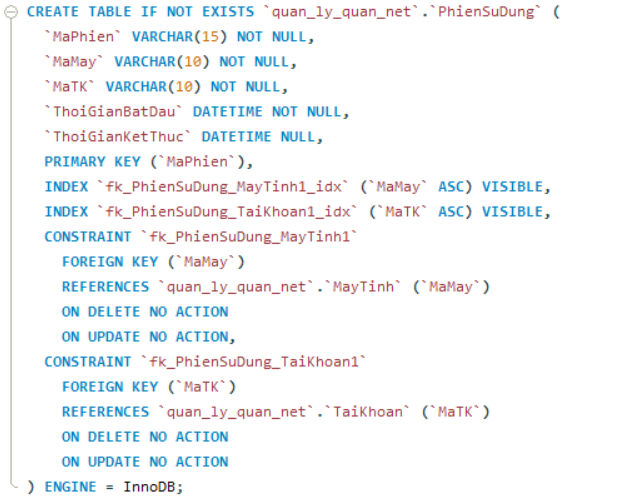 CREATE TABLE IF NOT EXISTS `quan_ly_quan_net`.`PhienSuDung` (
`MaPhien` VARCHAR(15) NOT NULL,
`MaMay` VARCHAR(10) NOT NULL,
`MaTK` VARCHAR(10) NOT NULL,
`ThoiGianBatDau` DATETIME NOT NULL,
`ThoiGianKetThuc` DATETIME NULL,
PRIMARY KEY (`MaPhien`),
INDEX `fk_PhienSuDung_MayTinh1_idx` (`MaMay` ASC) VISIBLE,
INDEX `fk_PhienSuDung_TaiKhoan1_idx` (`MaTK` ASC) VISIBLE,
CONSTRAINT `fk_PhienSuDung_MayTinh1`
FOREIGN KEY (`MaMay`)
REFERENCES `quan_ly_quan_net`.`MayTinh` (`MaMay`)
ON DELETE NO ACTION
ON UPDATE NO ACTION,
CONSTRAINT `fk_PhienSuDung_TaiKhoan1`
FOREIGN KEY (`MaTK`)
REFERENCES `quan_ly_quan_net`.`TaiKhoan` (`MaTK`)
ON DELETE NO ACTION
ON UPDATE NO ACTION
) ENGINE = InnoDB;